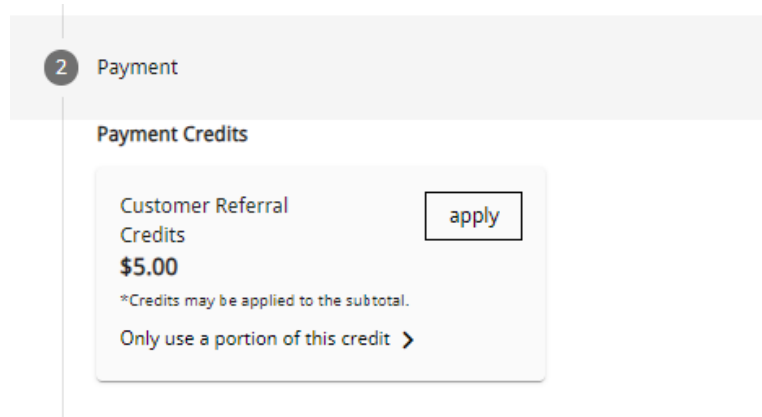 2 Payment
Payment Credits
Customer Referral
Credits
apply
$5.00
*Credits may be applied to the subtotal.
Only use a portion of this credit